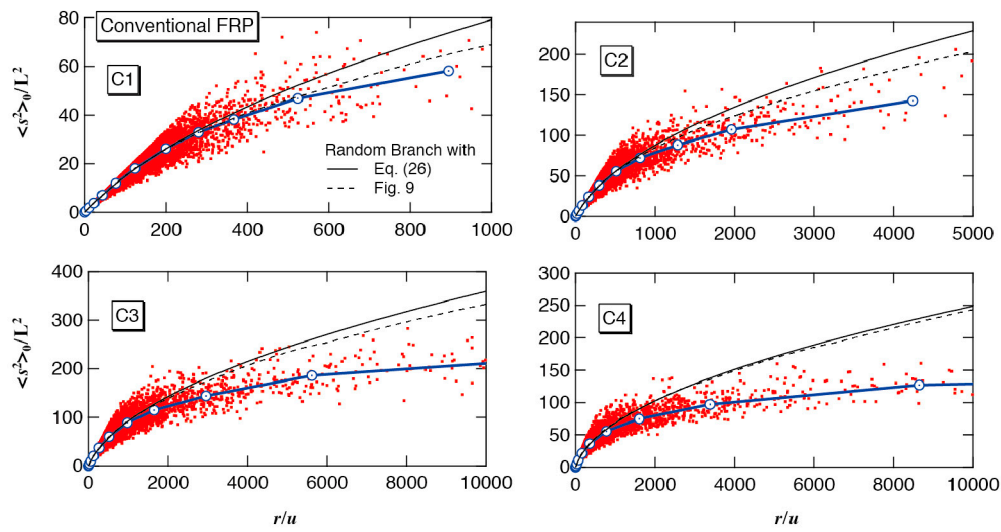 Conventional FRP
C1
<s²>₀/L²
80
60
40
20
0
0 200 400 600 800 1000
Random Branch with
Eq. (26)
Fig. 9
C2
200
150
100
50
0
0 1000 2000 3000 4000 5000
C3
<s²>₀/L²
400
300
200
100
0
0 2000 4000 6000 8000 10000
r/u
C4
300
250
200
150
100
50
0
0 2000 4000 6000 8000 10000
r/u